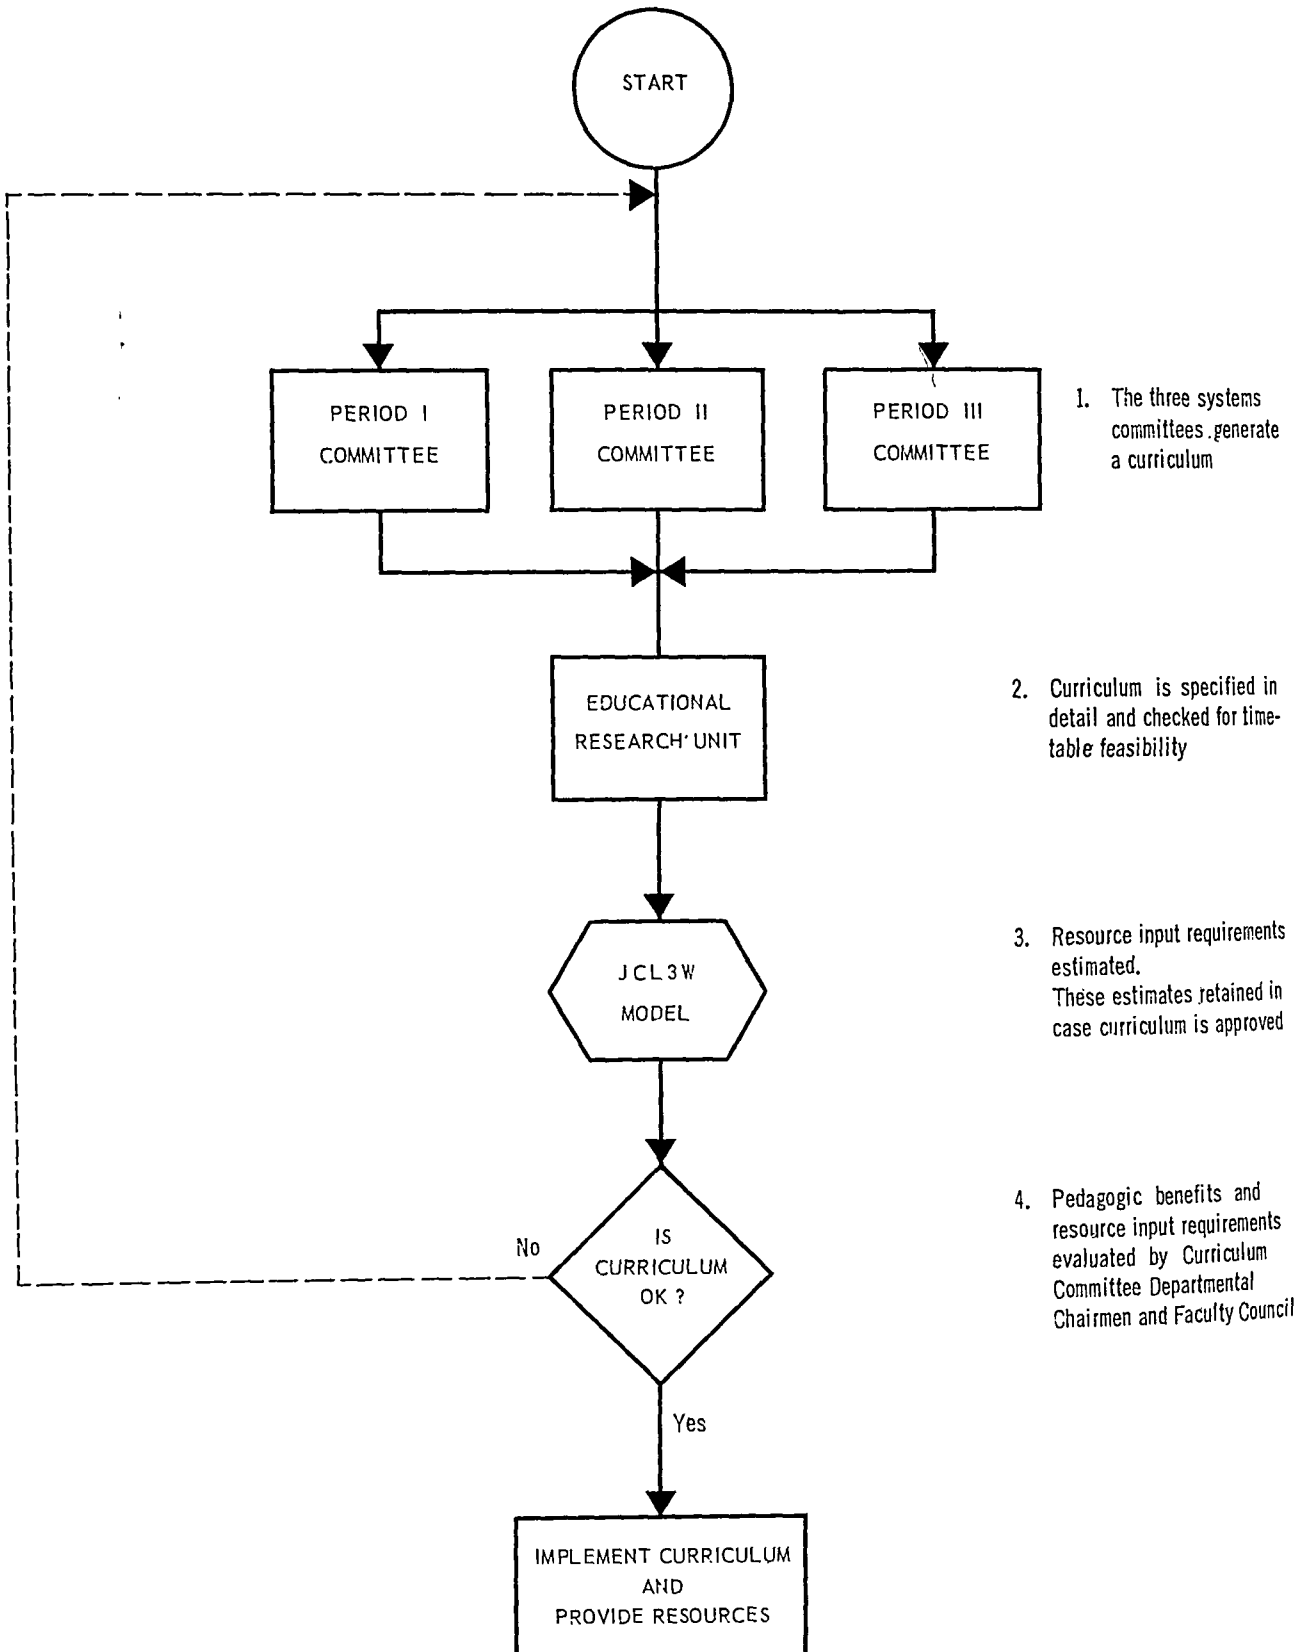 START
PERIOD I
COMMITTEE
PERIOD II
COMMITTEE
PERIOD III
COMMITTEE
1. The three systems
committees generate
a curriculum
EDUCATIONAL
RESEARCH UNIT
2. Curriculum is specified in
detail and checked for time-
table feasibility
JCL3W
MODEL
3. Resource input requirements
estimated.
These estimates retained in
case curriculum is approved
No
IS
CURRICULUM
OK ?
4. Pedagogic benefits and
resource input requirements
evaluated by Curriculum
Committee Departmental
Chairmen and Faculty Council
Yes
IMPLEMENT CURRICULUM
AND
PROVIDE RESOURCES